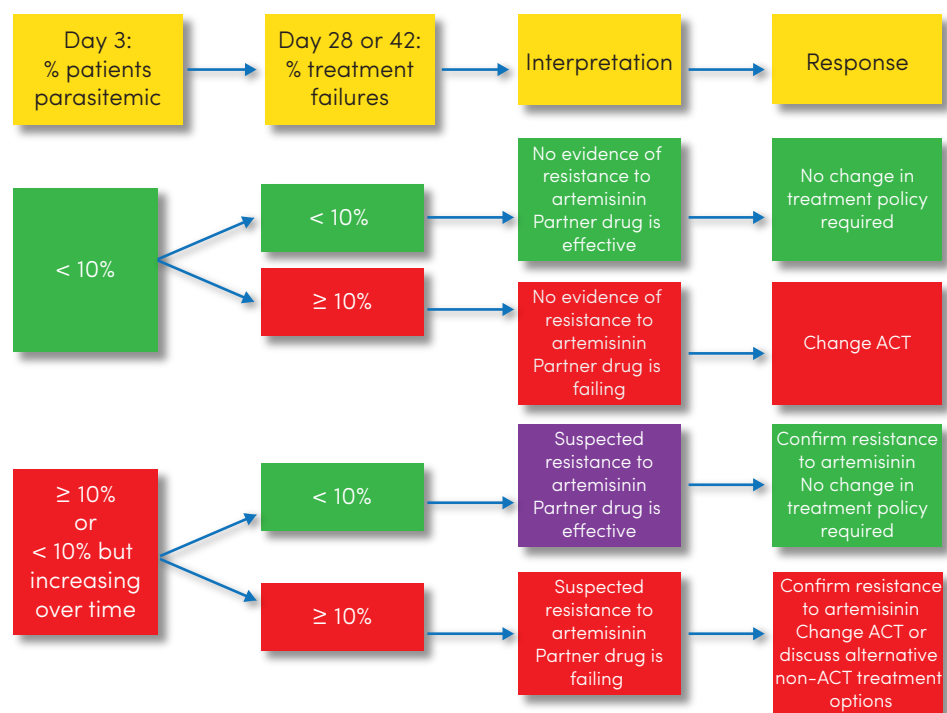 Day 3:
% patients
parasitemic
Day 28 or 42:
% treatment
failures
Interpretation
Response
< 10%
< 10%
No evidence of
resistance to
artemisinin
Partner drug is
effective
No change in
treatment policy
required
≥ 10%
No evidence of
resistance to
artemisinin
Partner drug is
failing
Change ACT
≥ 10%
or
< 10% but
increasing
over time
< 10%
Suspected
resistance to
artemisinin
Partner drug is
effective
Confirm resistance
to artemisinin
No change in
treatment policy
required
≥ 10%
Suspected
resistance to
artemisinin
Partner drug is
failing
Confirm resistance
to artemisinin
Change ACT or
discuss alternative
non-ACT treatment
options